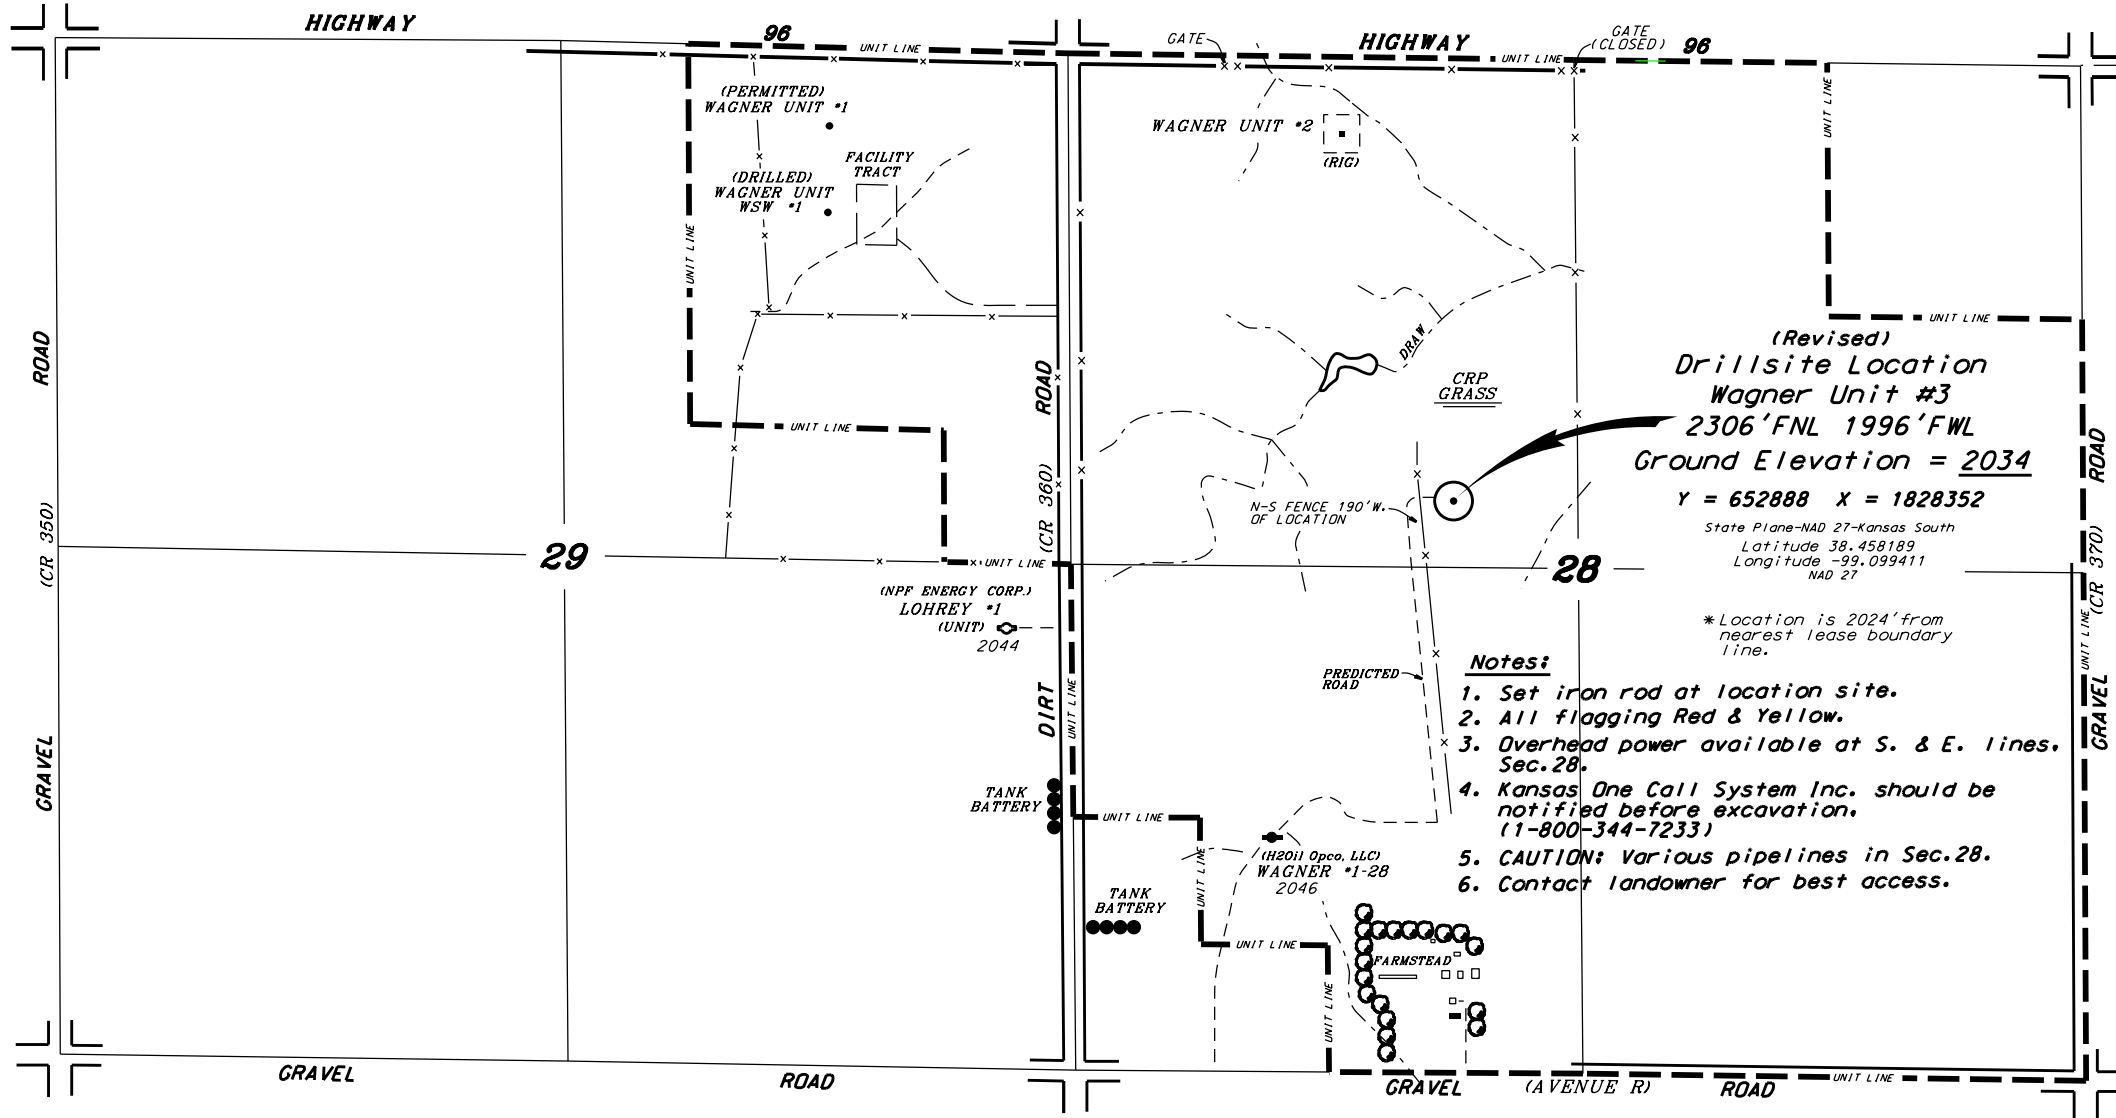 HIGHWAY
96
UNIT LINE
GATE
HIGHWAY
UNIT LINE
GATE
(CLOSED)
96
(PERMITTED)
WAGNER UNIT #1
FACILITY
TRACT
(DRILLED)
WAGNER UNIT
WSW #1
UNIT LINE
WAGNER UNIT #2
(RIG)
UNIT LINE
UNIT LINE
ROAD
(CR 350)
GRAVEL
UNIT LINE
29
UNIT LINE
ROAD
(CR 360)
DIRT
DRAW
CRP
GRASS
(Revised)
Drillsite Location
Wagner Unit #3
2306'FNL 1996'FWL
Ground Elevation = 2034
Y = 652888 X = 1828352
State Plane-NAD 27-Kansas South
Latitude 38.458189
Longitude -99.099411
NAD 27
N-S FENCE 190'W.
OF LOCATION
28
*Location is 2024'from
nearest lease boundary
line.
ROAD
(CR 370)
UNIT LINE
GRAVEL
(NPF ENERGY CORP.)
LOHREY #1
(UNIT)
2044
UNIT LINE
PREDICTED
ROAD
Notes:
1. Set iron rod at location site.
2. All flagging Red & Yellow.
3. Overhead power available at S. & E. lines,
Sec.28.
4. Kansas One Call System Inc. should be
notified before excavation.
(1-800-344-7233)
5. CAUTION: Various pipelines in Sec.28.
6. Contact landowner for best access.
TANK
BATTERY
UNIT LINE
UNIT LINE
(H2Oil Opco, LLC)
WAGNER #1-28
2046
TANK
BATTERY
UNIT LINE
UNIT LINE
FARMSTEAD
GRAVEL
ROAD
GRAVEL
(AVENUE R)
ROAD
UNIT LINE